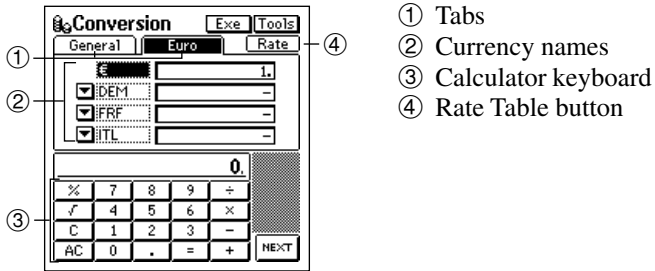 Conversion Exe Tools
General Euro Rate
€ 1.
DEM –
FRF –
ITL –
0.
% 7 8 9 ÷
√ 4 5 6 ×
C 1 2 3 –
AC 0 . = + NEXT
①
②
③
④
① Tabs
② Currency names
③ Calculator keyboard
④ Rate Table button